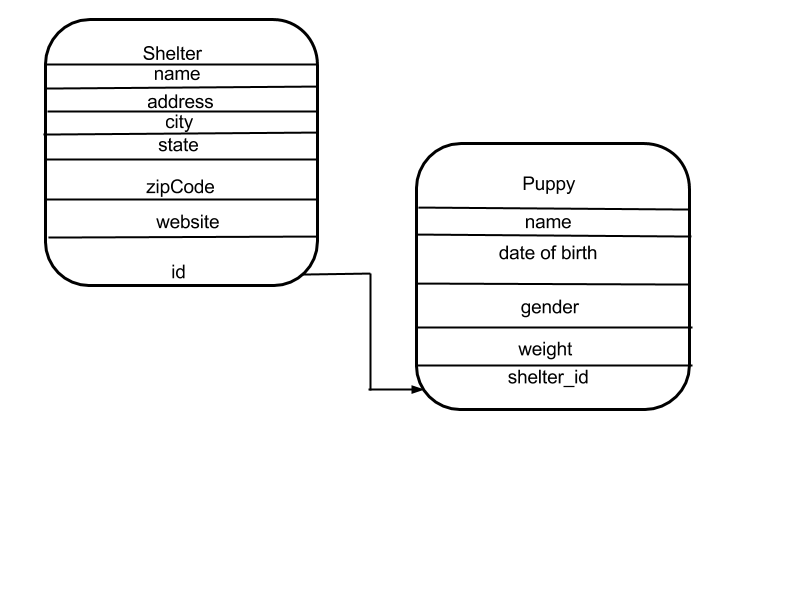 Shelter
name
address
city
state
zipCode
website
id
Puppy
name
date of birth
gender
weight
shelter_id